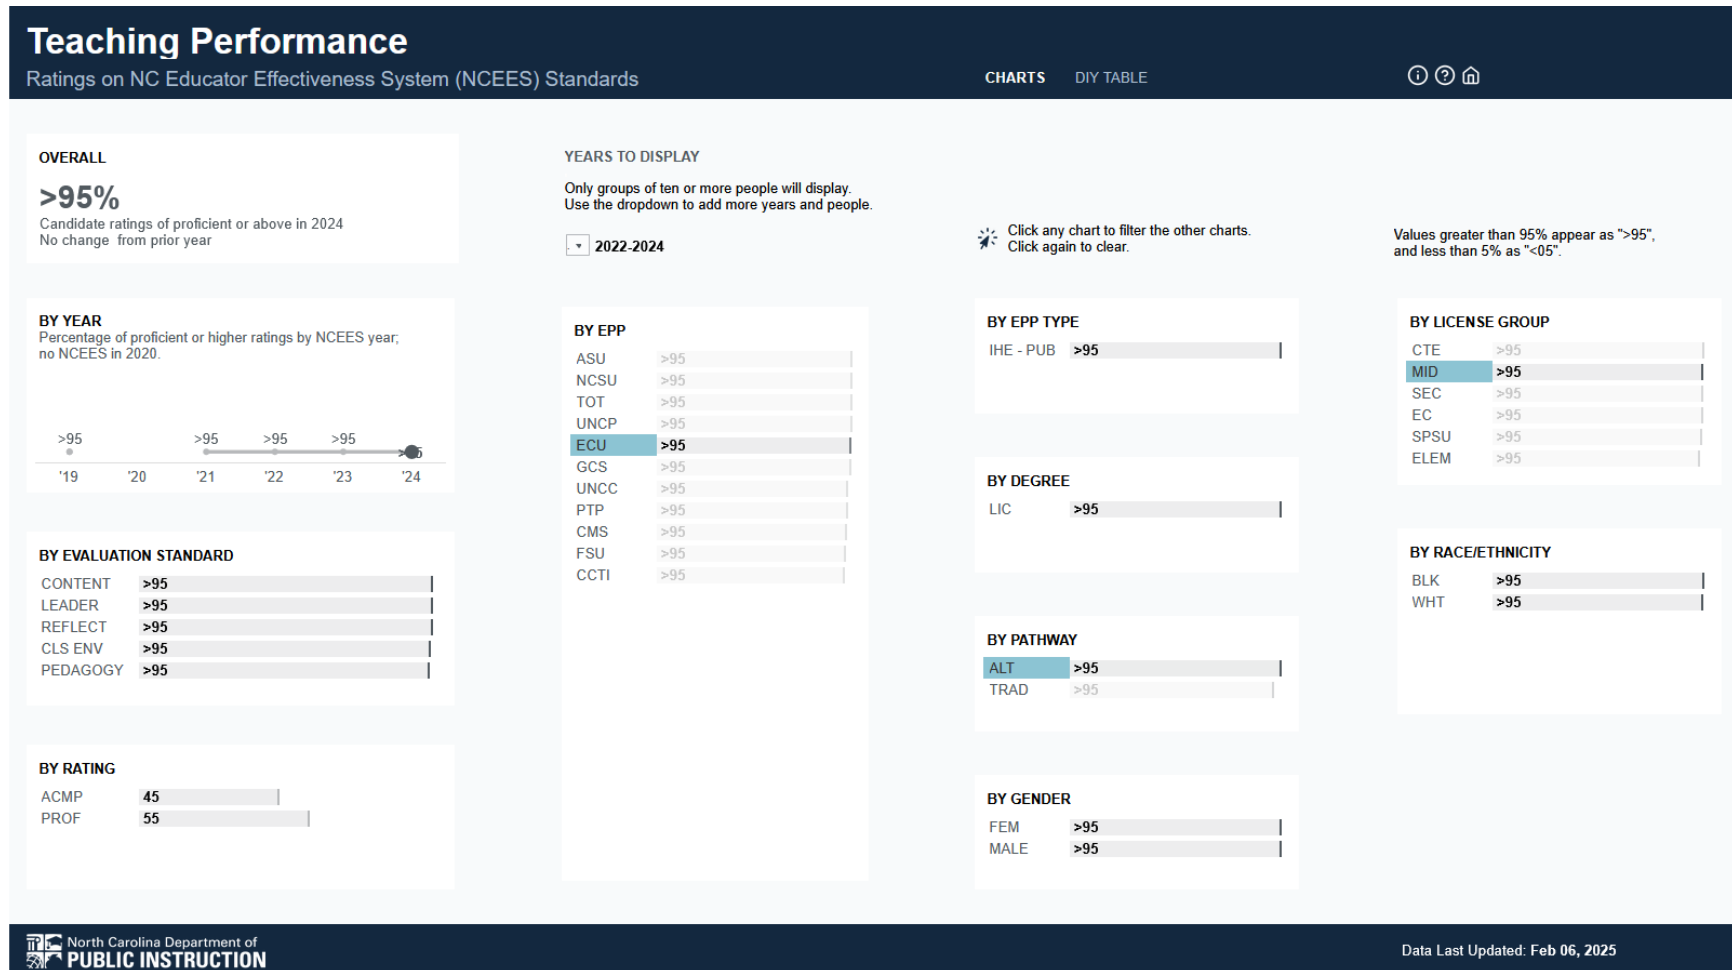 Teaching Performance
Ratings on NC Educator Effectiveness System (NCEES) Standards
CHARTS
DIY TABLE
OVERALL
>95%
Candidate ratings of proficient or above in 2024
No change from prior year
YEARS TO DISPLAY
Only groups of ten or more people will display.
Use the dropdown to add more years and people.
2022-2024
Click any chart to filter the other charts.
Click again to clear.
Values greater than 95% appear as ">95",
and less than 5% as "<05".
BY YEAR
Percentage of proficient or higher ratings by NCEES year;
no NCEES in 2020.
>95 >95 >95 >95
'19 '20 '21 '22 '23 '24
BY EVALUATION STANDARD
CONTENT >95
LEADER >95
REFLECT >95
CLS ENV >95
PEDAGOGY >95
BY RATING
ACMP 45
PROF 55
BY EPP
ASU >95
NCSU >95
TOT >95
UNCP >95
ECU >95
GCS >95
UNCC >95
PTP >95
CMS >95
FSU >95
CCTI >95
BY EPP TYPE
IHE - PUB >95
BY DEGREE
LIC >95
BY PATHWAY
ALT >95
TRAD >95
BY GENDER
FEM >95
MALE >95
BY LICENSE GROUP
CTE >95
MID >95
SEC >95
EC >95
SPSU >95
ELEM >95
BY RACE/ETHNICITY
BLK >95
WHT >95
North Carolina Department of
PUBLIC INSTRUCTION
Data Last Updated: Feb 06, 2025